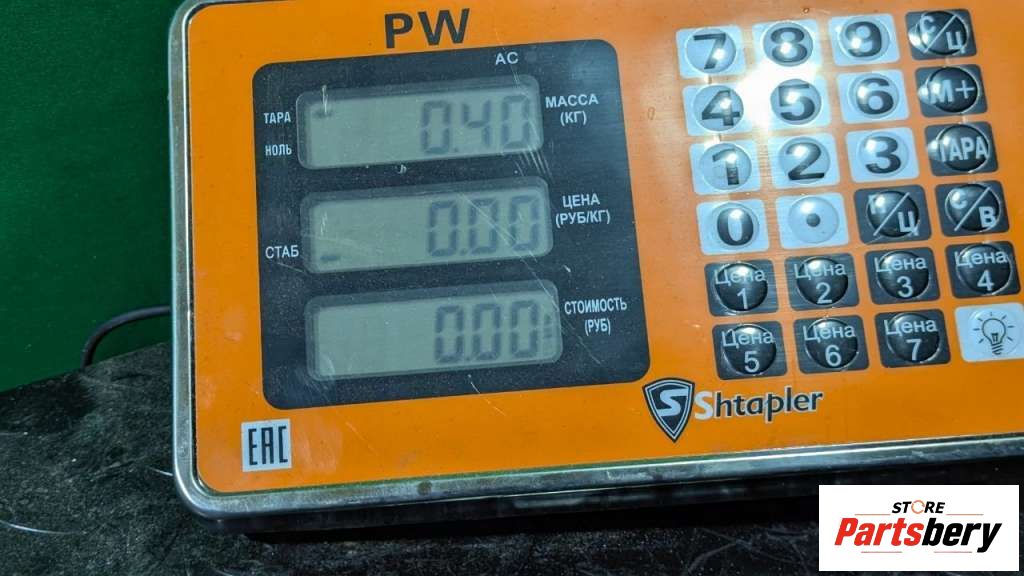 PW
AC
ТАРА
НОЛЬ
0.40
МАССА
(КГ)
СТАБ
0.00
ЦЕНА
(РУБ/КГ)
0.00
СТОИМОСТЬ
(РУБ)
7 8 9 С/Ц
4 5 6 М+
1 2 3 ТАРА
0 . Н/Ц С/В
Цена 1 Цена 2 Цена 3 Цена 4
Цена 5 Цена 6 Цена 7
S Shtapler
EAC
STORE
Partsbery